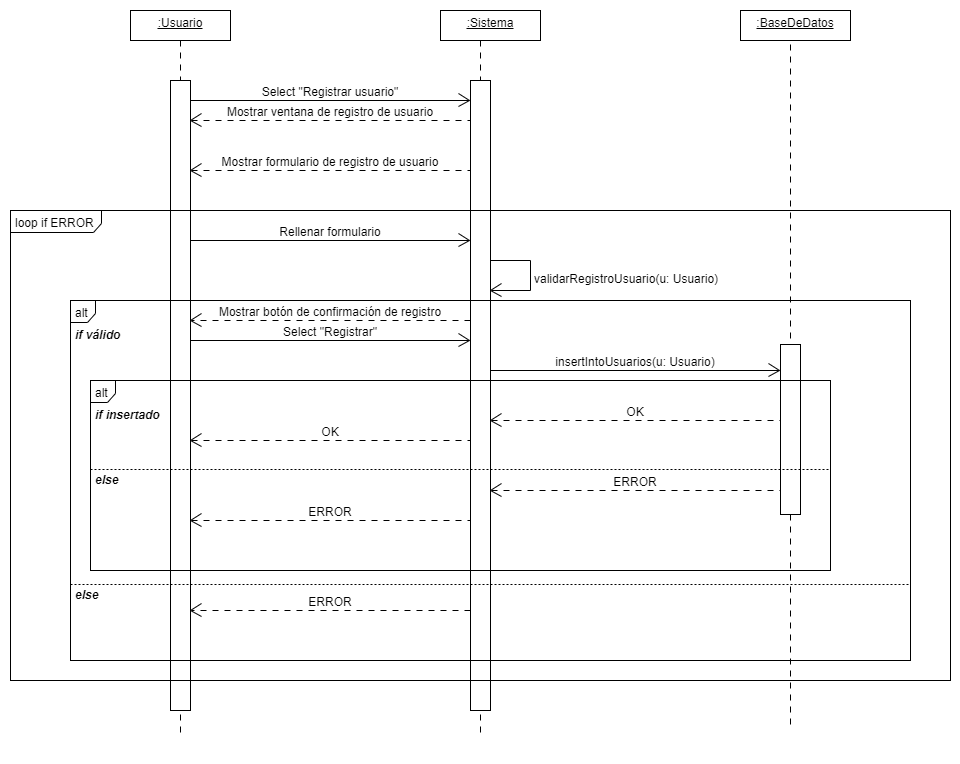 :Usuario
:Sistema
:BaseDeDatos
Select "Registrar usuario"
Mostrar ventana de registro de usuario
Mostrar formulario de registro de usuario
loop if ERROR
Rellenar formulario
validarRegistroUsuario(u: Usuario)
alt
Mostrar botón de confirmación de registro
if válido
Select "Registrar"
insertIntoUsuarios(u: Usuario)
alt
if insertado
OK
OK
else
ERROR
ERROR
else
ERROR